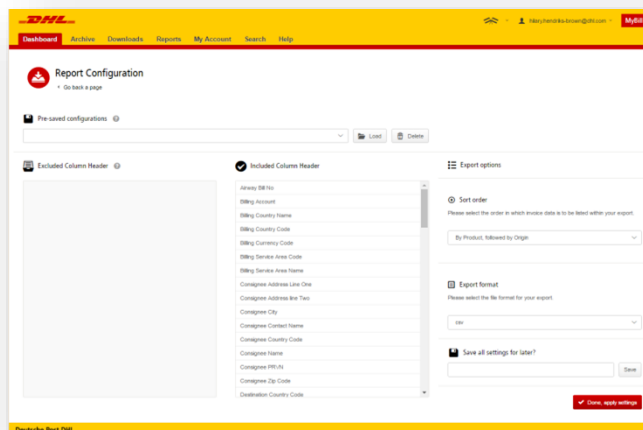 DHL
hilary.hendriks-brown@dhl.com
MyBill
Dashboard Archive Downloads Reports My Account Search Help
Report Configuration
Go back a page
Pre-saved configurations
Load Delete
Excluded Column Header
Included Column Header
Export options
Airway Bill No
Billing Account
Billing Country Name
Billing Country Code
Billing Currency Code
Billing Service Area Code
Billing Service Area Name
Consignee Address Line One
Consignee Address line Two
Consignee City
Consignee Contact Name
Consignee Country Code
Consignee Name
Consignee PR\/N
Consignee Zip Code
Destination Country Code
Sort order
Please select the order in which invoice data is to be listed within your export.
By Product, followed by Origin
Export format
Please select the file format for your export.
csv
Save all settings for later?
Save
Done, apply settings
Deutsche Post DHL